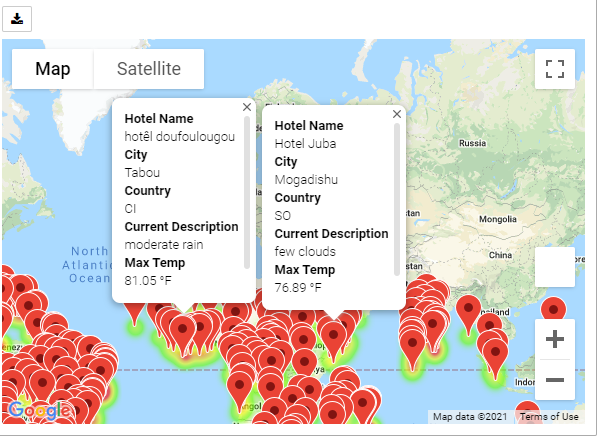 Map
Satellite
Hotel Name
hotêl doufoulougou
City
Tabou
Country
CI
Current Description
moderate rain
Max Temp
81.05 °F
Hotel Name
Hotel Juba
City
Mogadishu
Country
SO
Current Description
few clouds
Max Temp
76.89 °F
Russia
Mongolia
China
North
Atlantic
Ocean
Google
Map data ©2021
Terms of Use